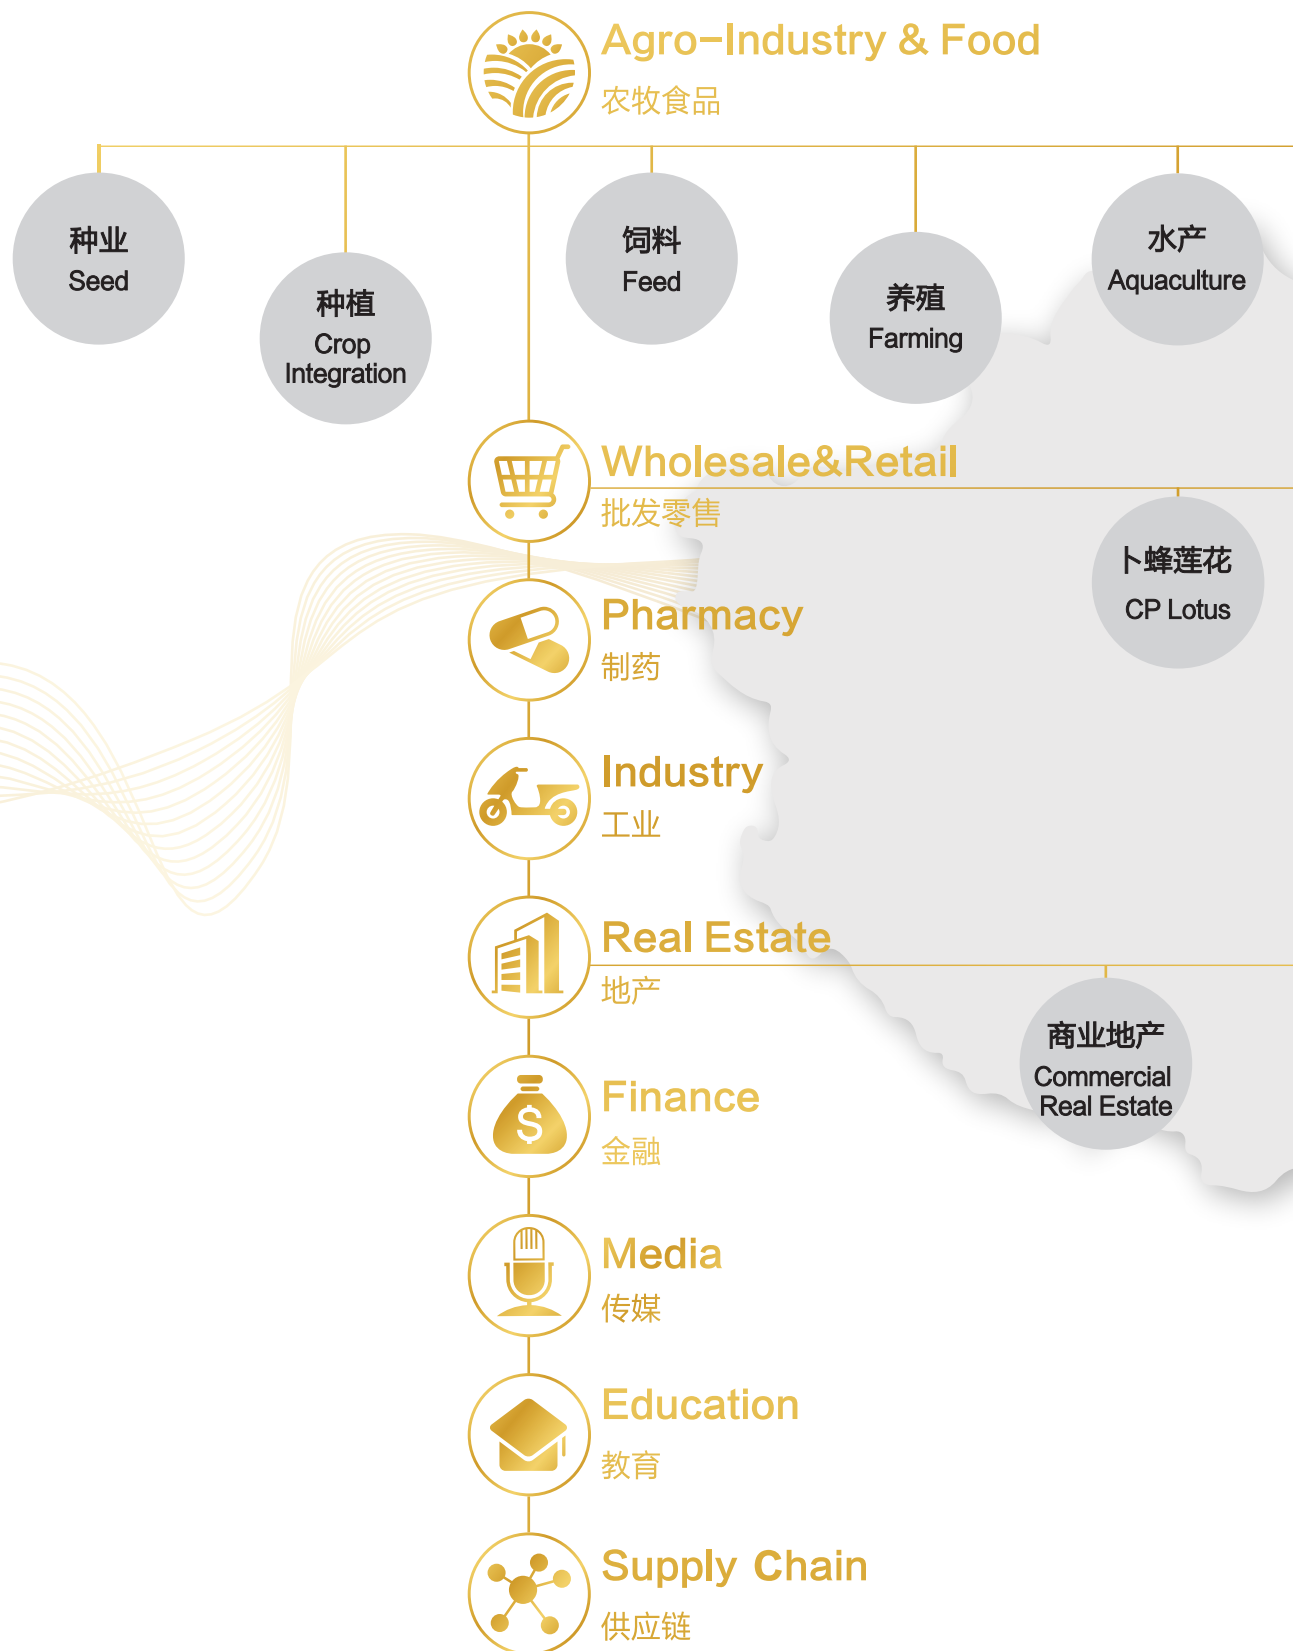 Agro-Industry & Food
农牧食品
种业
Seed
种植
Crop
Integration
饲料
Feed
养殖
Farming
水产
Aquaculture
Wholesale&Retail
批发零售
卜蜂莲花
CP Lotus
Pharmacy
制药
Industry
工业
Real Estate
地产
商业地产
Commercial
Real Estate
$
Finance
金融
Media
传媒
Education
教育
Supply Chain
供应链